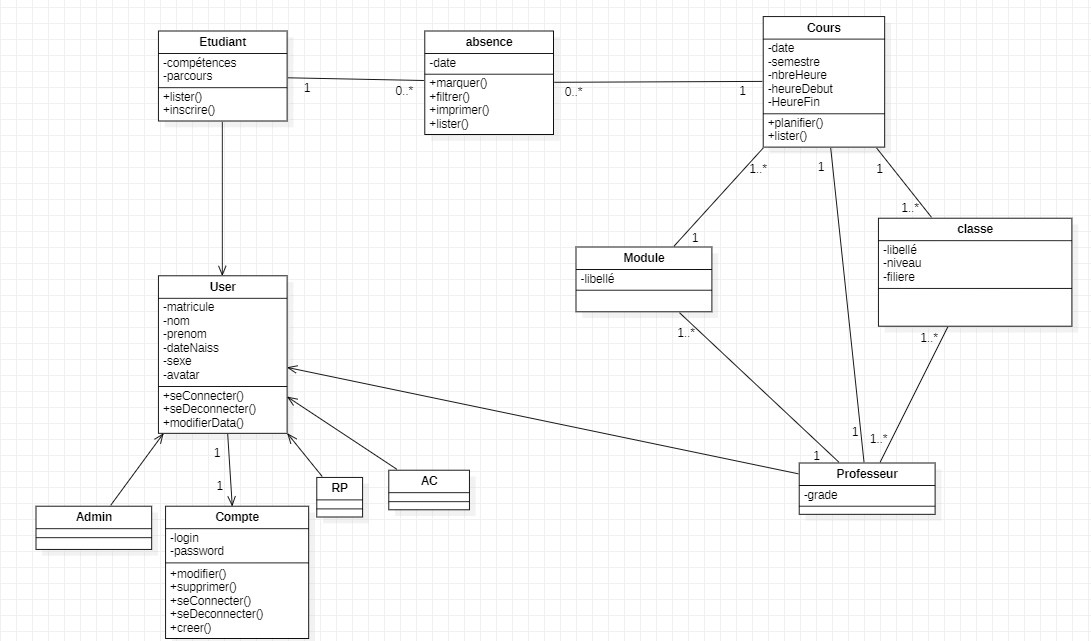 Etudiant
-compétences
-parcours
+lister()
+inscrire()
1
0..*
absence
-date
+marquer()
+filtrer()
+imprimer()
+lister()
0..*
1
Cours
-date
-semestre
-nbreHeure
-heureDebut
-HeureFin
+planifier()
+lister()
1..*
1
1
1
1..*
Module
-libellé
1..*
classe
-libellé
-niveau
-filiere
1..*
User
-matricule
-nom
-prenom
-dateNaiss
-sexe
-avatar
+seConnecter()
+seDeconnecter()
+modifierData()
1
1
1
1
1..*
Professeur
-grade
Admin
RP
AC
Compte
-login
-password
+modifier()
+supprimer()
+seConnecter()
+seDeconnecter()
+creer()